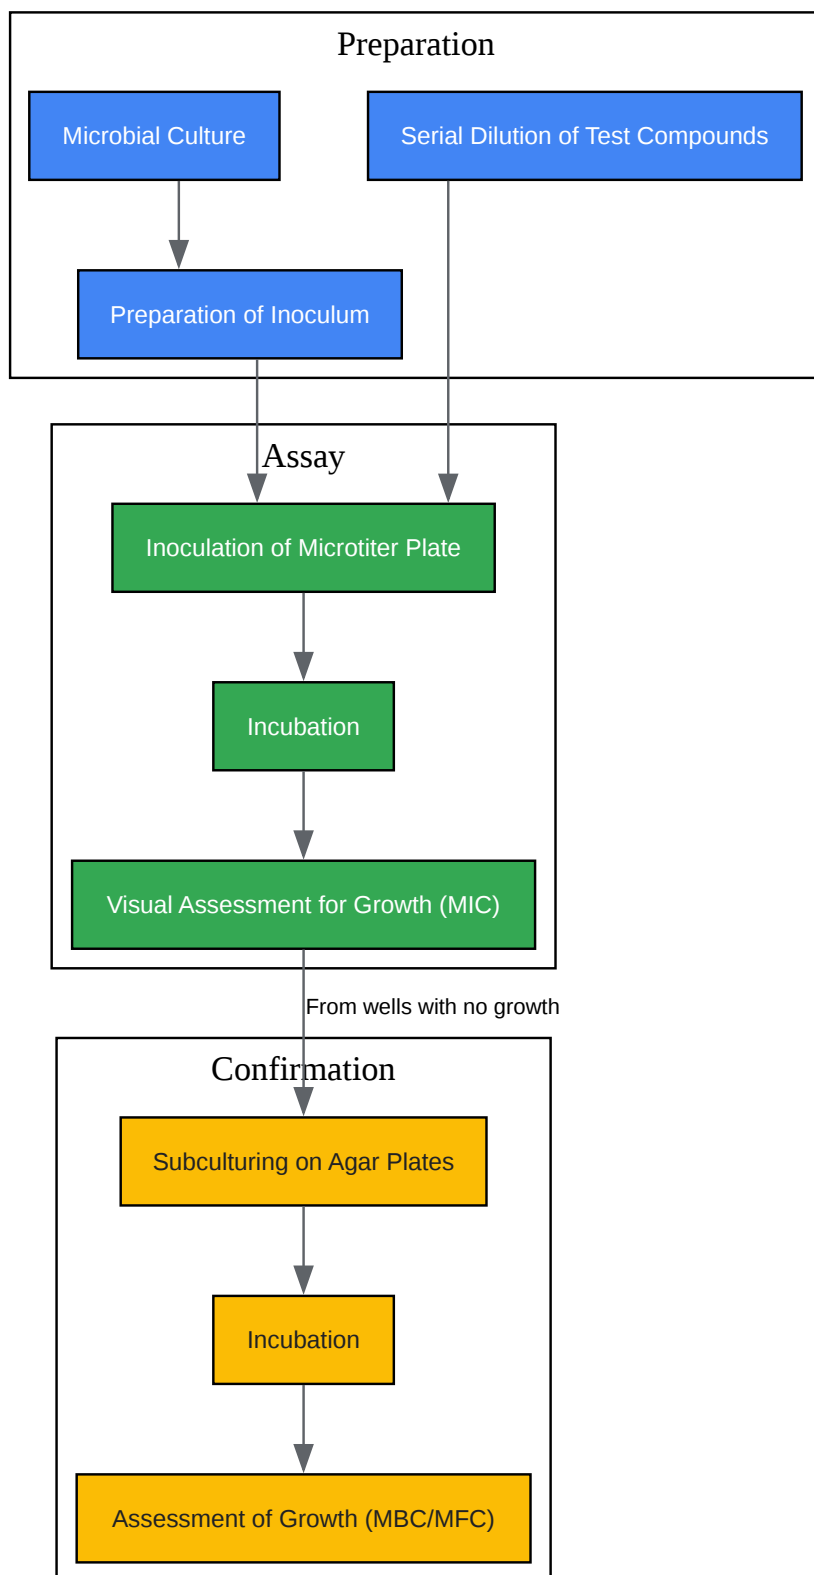 Preparation
Microbial Culture
Serial Dilution of Test Compounds
Preparation of Inoculum
Assay
Inoculation of Microtiter Plate
Incubation
Visual Assessment for Growth (MIC)
From wells with no growth
Confirmation
Subculturing on Agar Plates
Incubation
Assessment of Growth (MBC/MFC)